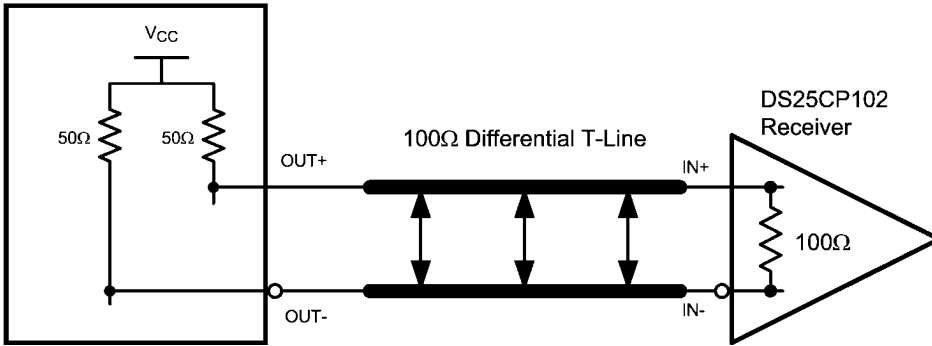 VCC
50Ω
50Ω
OUT+
OUT-
100Ω Differential T-Line
IN+
IN-
DS25CP102
Receiver
100Ω